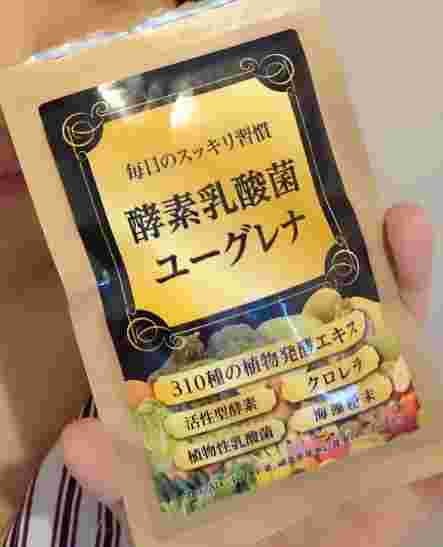 毎日のスッキリ習慣
酵素乳酸菌
ユーグレナ
310種の植物発酵エキス
活性型酵素
クロレラ
植物性乳酸菌
海藻粉末